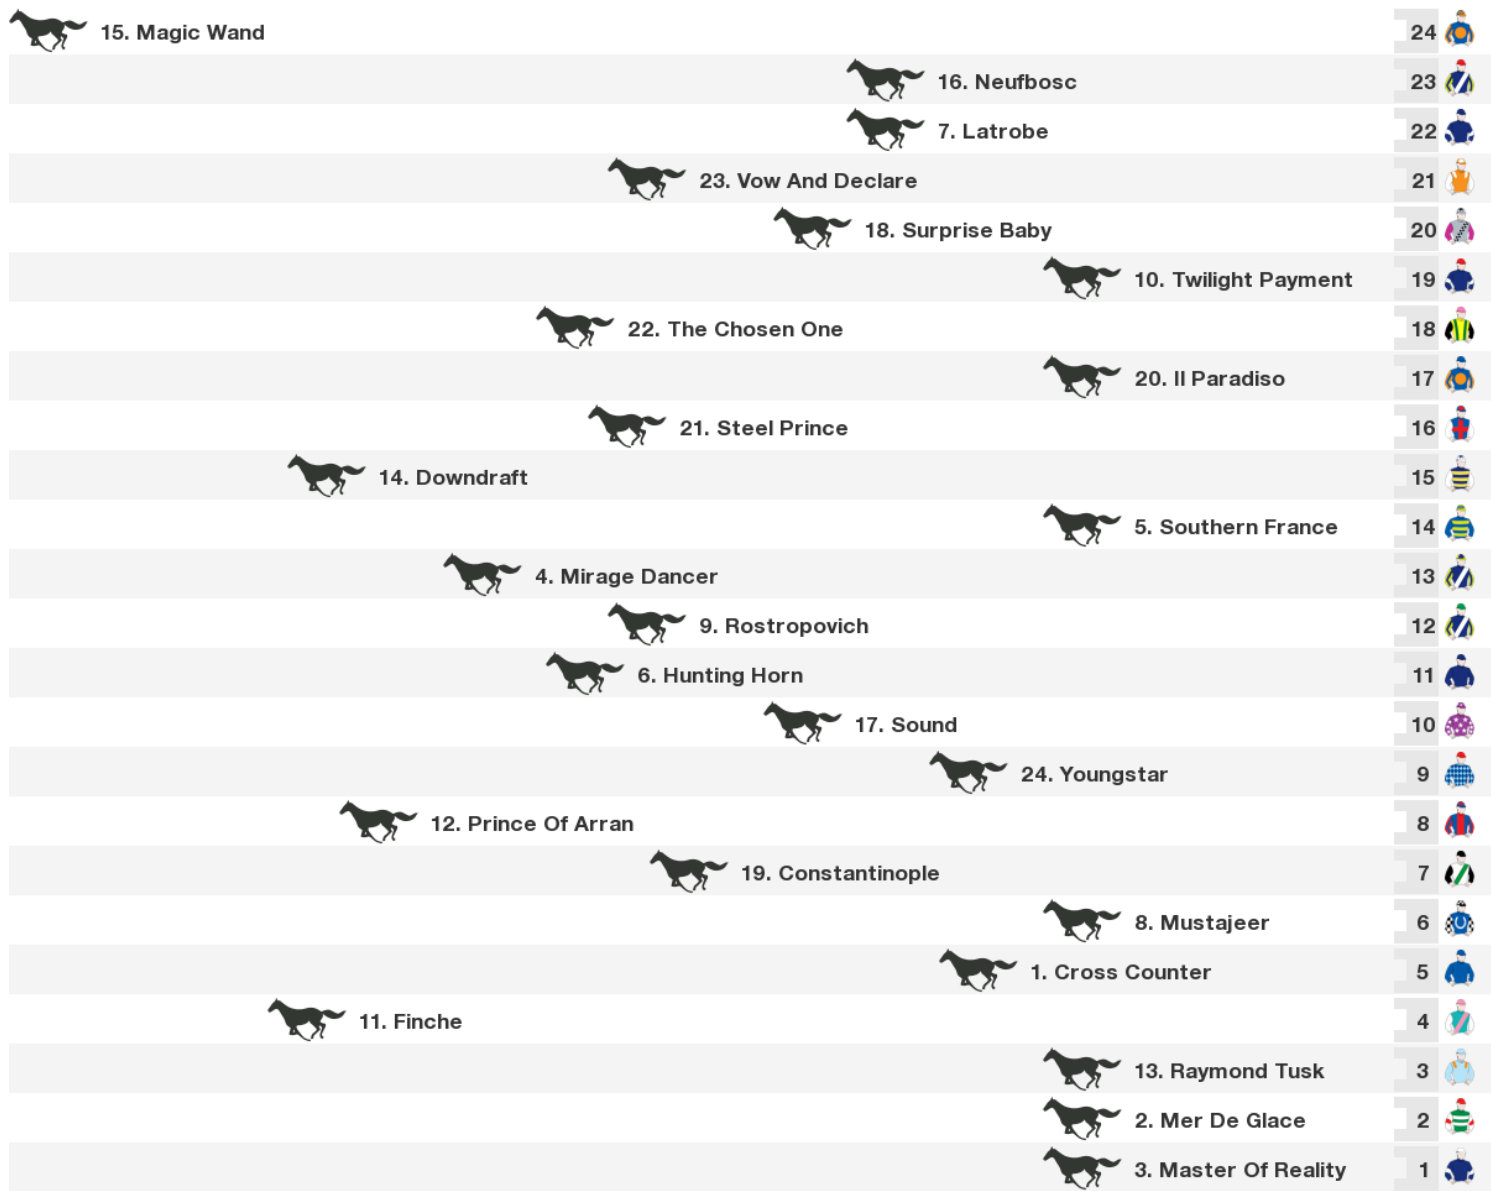 15. Magic Wand 24
16. Neufbosc 23
7. Latrobe 22
23. Vow And Declare 21
18. Surprise Baby 20
10. Twilight Payment 19
22. The Chosen One 18
20. Il Paradiso 17
21. Steel Prince 16
14. Downdraft 15
5. Southern France 14
4. Mirage Dancer 13
9. Rostropovich 12
6. Hunting Horn 11
17. Sound 10
24. Youngstar 9
12. Prince Of Arran 8
19. Constantinople 7
8. Mustajeer 6
1. Cross Counter 5
11. Finche 4
13. Raymond Tusk 3
2. Mer De Glace 2
3. Master Of Reality 1